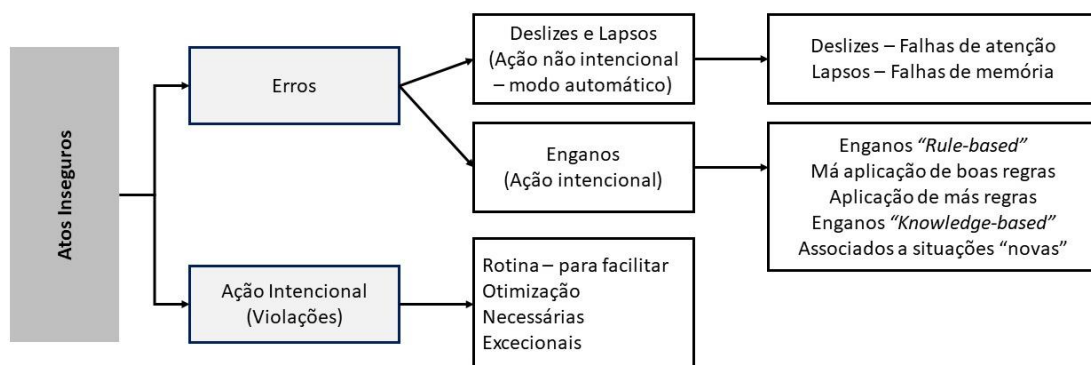 Atos Inseguros
Erros
Deslizes e Lapsos
(Ação não intencional
– modo automático)
Deslizes – Falhas de atenção
Lapsos – Falhas de memória
Enganos
(Ação intencional)
Enganos “Rule-based”
Má aplicação de boas regras
Aplicação de más regras
Enganos “Knowledge-based”
Associados a situações “novas”
Ação Intencional
(Violações)
Rotina – para facilitar
Otimização
Necessárias
Excecionais